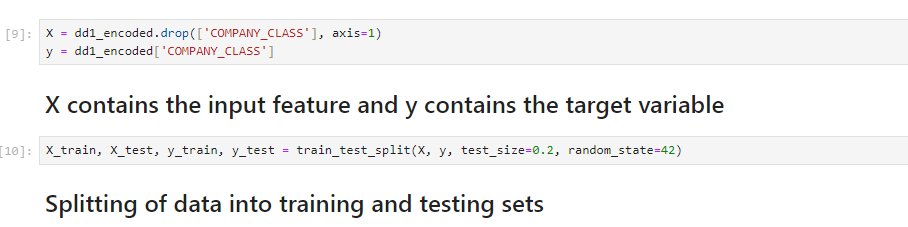 [9]: X = dd1_encoded.drop(['COMPANY_CLASS'], axis=1)
y = dd1_encoded['COMPANY_CLASS']
X contains the input feature and y contains the target variable
[10]: X_train, X_test, y_train, y_test = train_test_split(X, y, test_size=0.2, random_state=42)
Splitting of data into training and testing sets